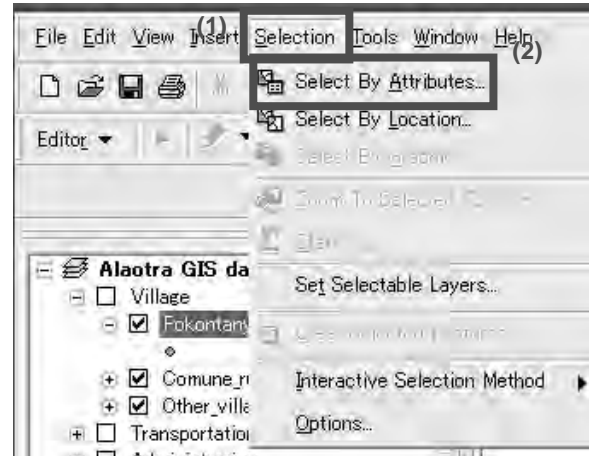 (1)
File Edit View Insert Selection Tools Window Help
(2)
Select By Attributes...
Select By Location...
Editor
Set Selectable Layers...
Interactive Selection Method
Options...
Alaotra GIS da
Village
Fokontany
Comune_ru
Other_villa
Transportation